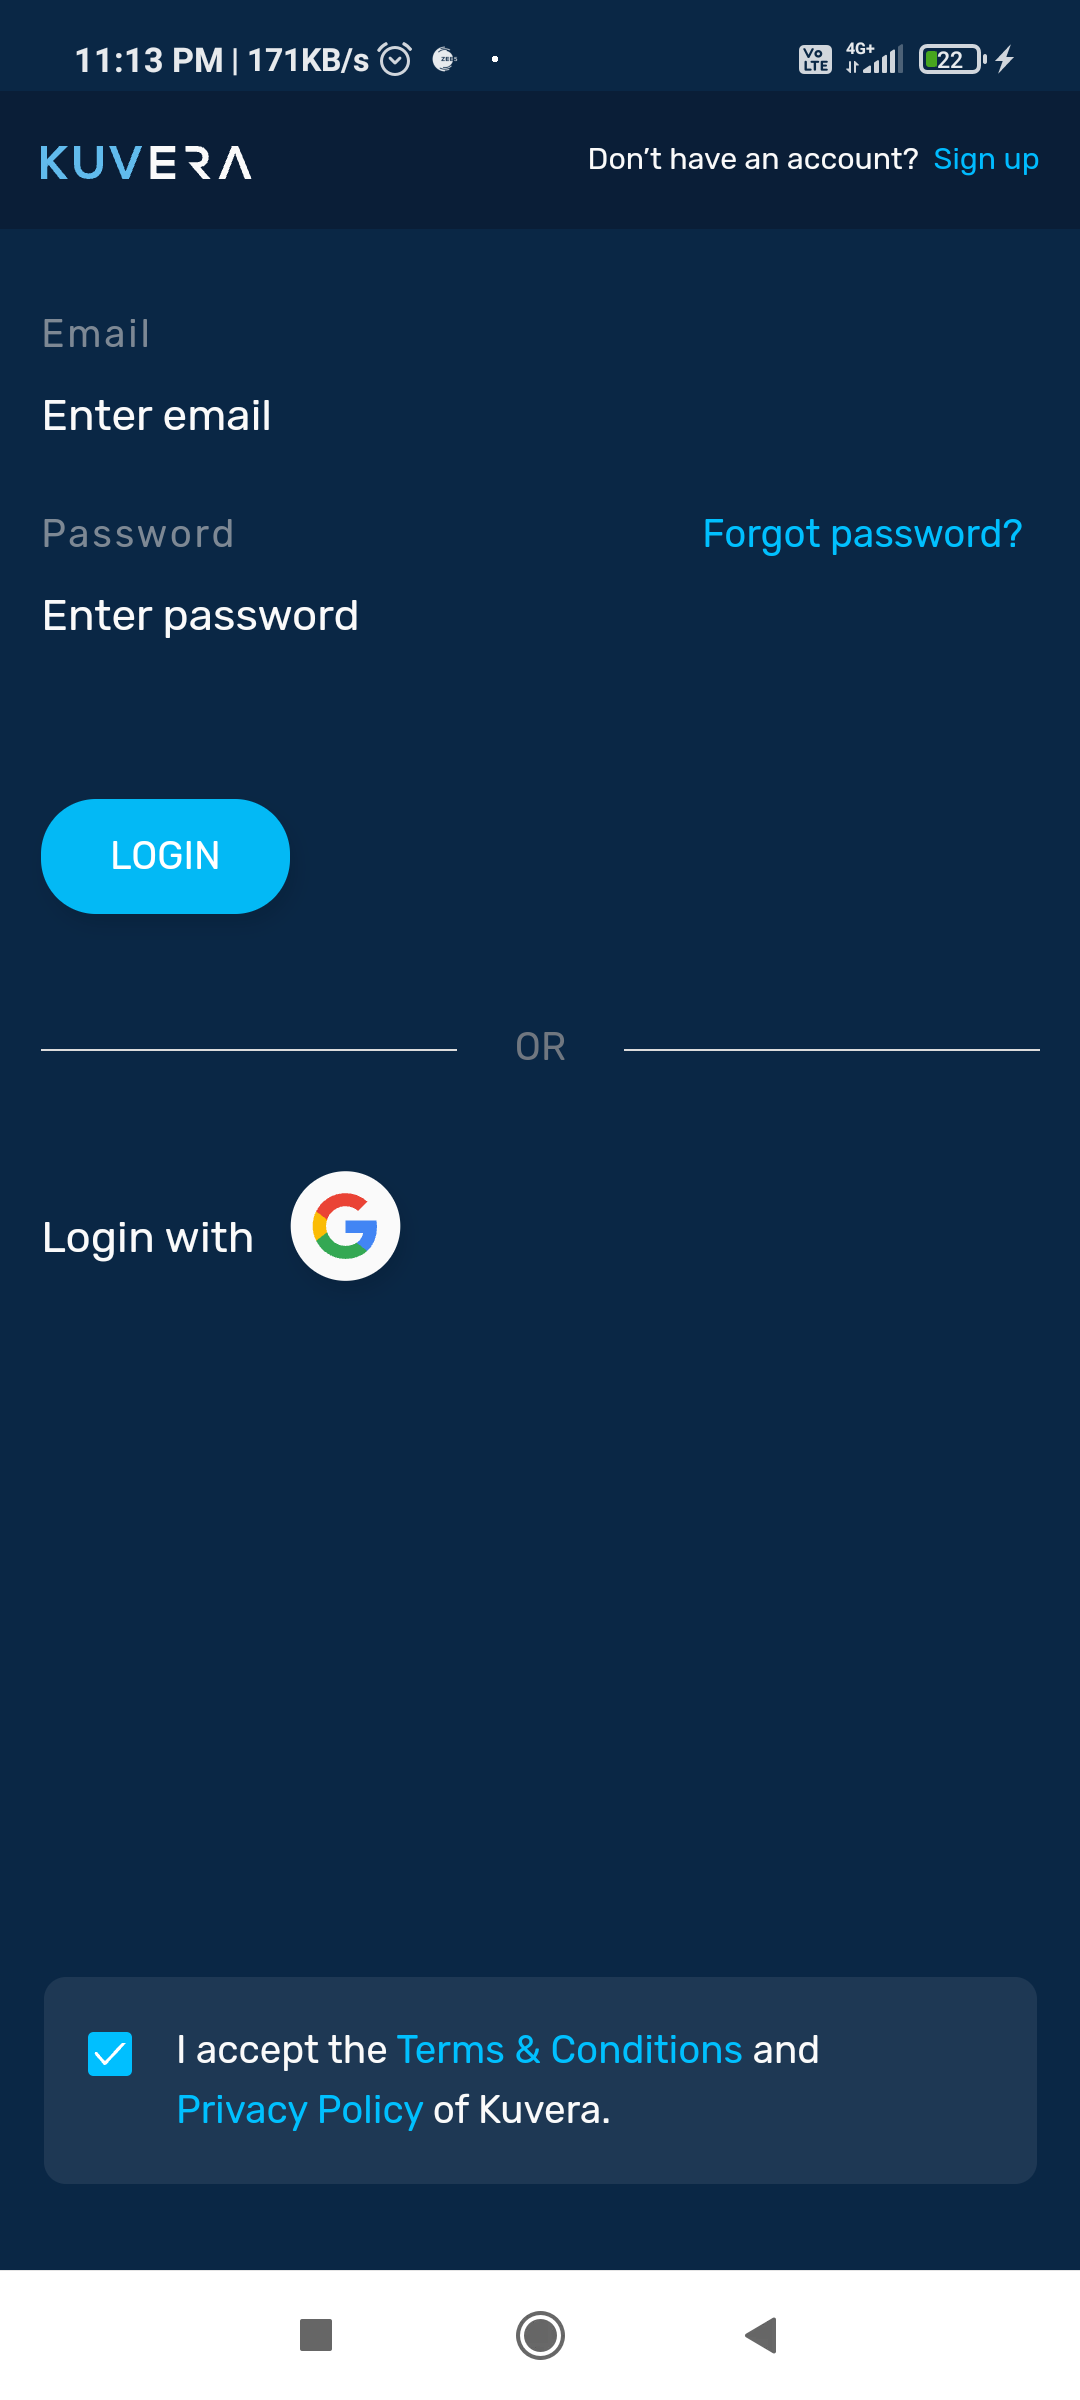 11:13 PM | 171KB/s
Vo LTE 4G+ 22
KUVERA
Don't have an account? Sign up
Email
Enter email
Password
Forgot password?
Enter password
LOGIN
OR
Login with
I accept the Terms & Conditions and
Privacy Policy of Kuvera.